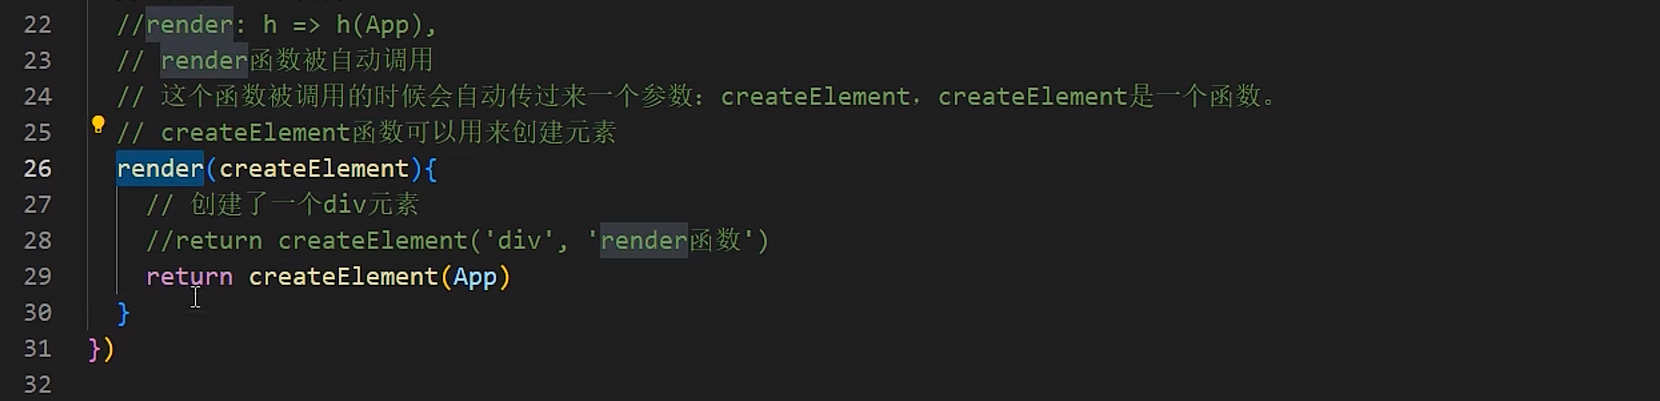 22 //render: h => h(App),
23 // render函数被自动调用
24 // 这个函数被调用的时候会自动传过来一个参数：createElement，createElement是一个函数。
25 // createElement函数可以用来创建元素
26 render(createElement){
27 // 创建了一个div元素
28 //return createElement('div', 'render函数')
29 return createElement(App)
30 }
31 })
32